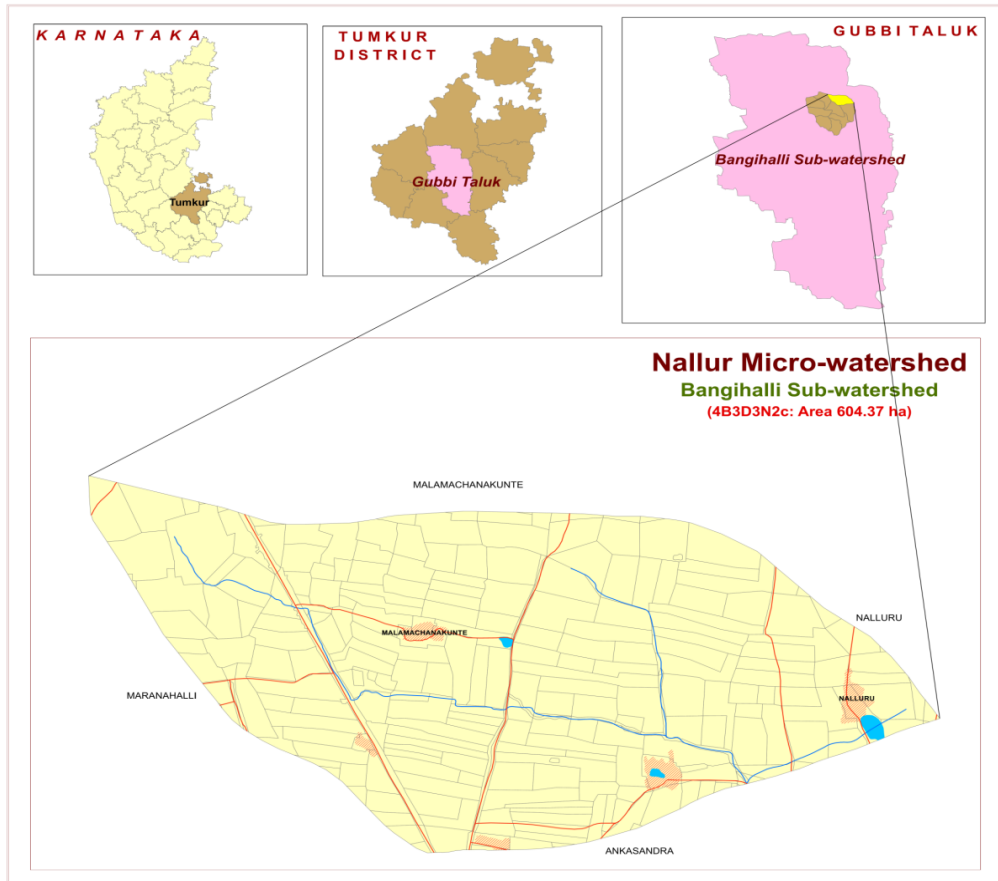 KARNATAKA
Tumkur
TUMKUR
DISTRICT
Gubbi Taluk
GUBBI TALUK
Bangihalli Sub-watershed
Nallur Micro-watershed
Bangihalli Sub-watershed
(4B3D3N2c: Area 604.37 ha)
MALAMACHANAKUNTE
NALLURU
MALAMACHANAKUNTE
MARANAHALLI
NALLURU
ANKASANDRA